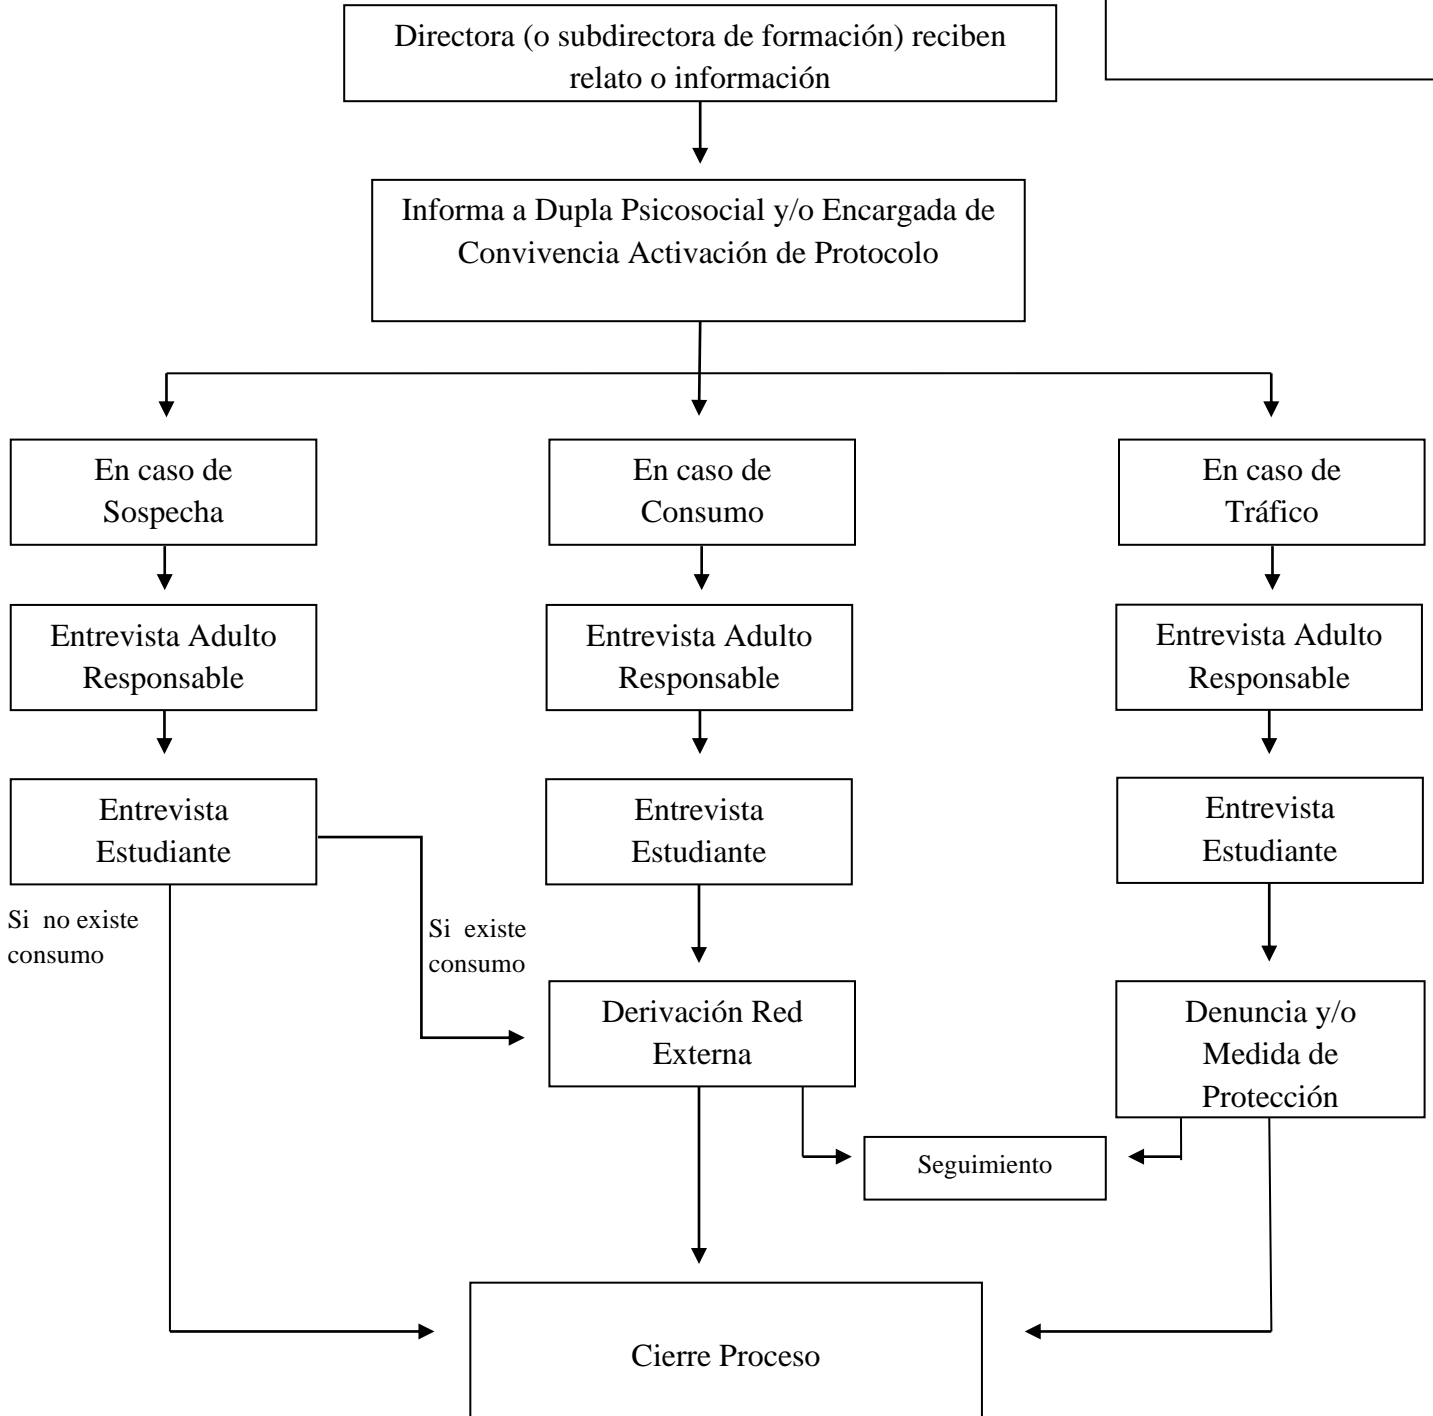 Directora (o subdirectora de formación) reciben
relato o información
Informa a Dupla Psicosocial y/o Encargada de
Convivencia Activación de Protocolo
En caso de
Sospecha
En caso de
Consumo
En caso de
Tráfico
Entrevista Adulto
Responsable
Entrevista Adulto
Responsable
Entrevista Adulto
Responsable
Entrevista
Estudiante
Entrevista
Estudiante
Entrevista
Estudiante
Si no existe
consumo
Si existe
consumo
Derivación Red
Externa
Denuncia y/o
Medida de
Protección
Seguimiento
Cierre Proceso